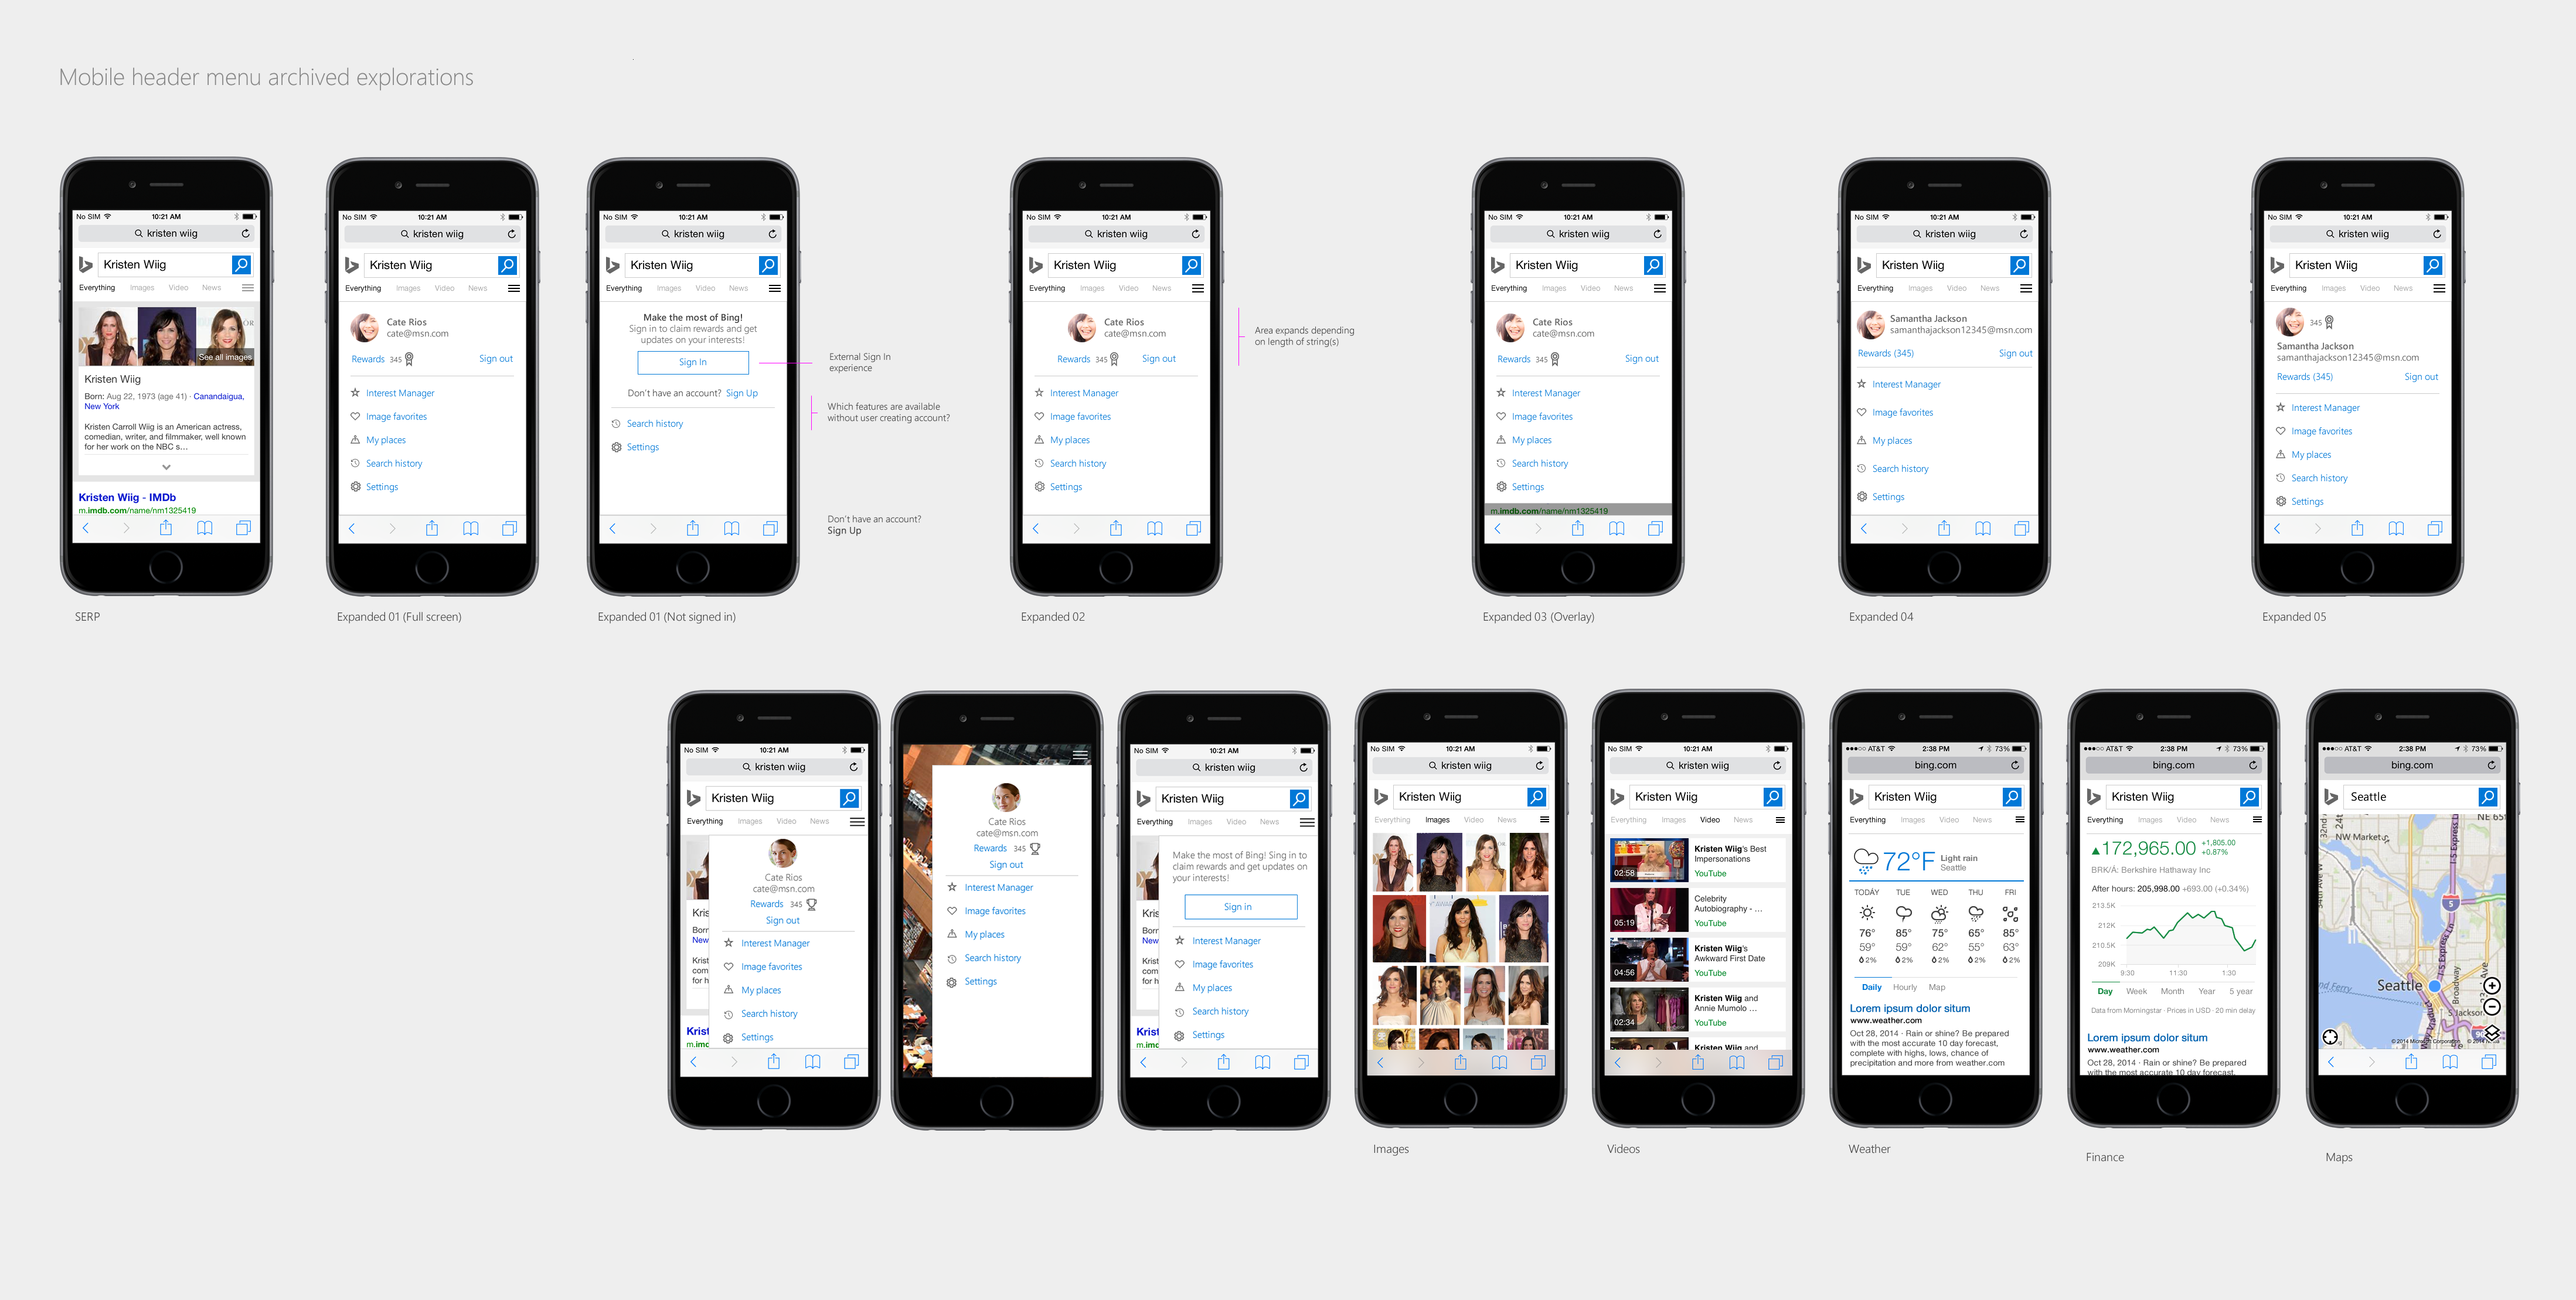 Mobile header menu archived explorations
No SIM 10:21 AM
kristen wiig
Kristen Wiig
Everything Images Video News
See all images
Kristen Wiig
Born: Aug 22, 1973 (age 41) · Canandaigua,
New York
Kristen Carroll Wiig is an American actress,
comedian, writer, and filmmaker, well known
for her work on the NBC s...
Kristen Wiig - IMDb
m.imdb.com/name/nm1325419
SERP
No SIM 10:21 AM
kristen wiig
Kristen Wiig
Everything Images Video News
Cate Rios
cate@msn.com
Rewards 345 Sign out
Interest Manager
Image favorites
My places
Search history
Settings
Expanded 01 (Full screen)
No SIM 10:21 AM
kristen wiig
Kristen Wiig
Everything Images Video News
Make the most of Bing!
Sign in to claim rewards and get
updates on your interests!
Sign In
Don't have an account? Sign Up
Search history
Settings
Expanded 01 (Not signed in)
External Sign In
experience
Which features are available
without user creating account?
Don't have an account?
Sign Up
No SIM 10:21 AM
kristen wiig
Kristen Wiig
Everything Images Video News
Cate Rios
cate@msn.com
Rewards 345 Sign out
Interest Manager
Image favorites
My places
Search history
Settings
Expanded 02
Area expands depending
on length of string(s)
No SIM 10:21 AM
kristen wiig
Kristen Wiig
Everything Images Video News
Cate Rios
cate@msn.com
Rewards 345 Sign out
Interest Manager
Image favorites
My places
Search history
Settings
m.imdb.com/name/nm1325419
Expanded 03 (Overlay)
No SIM 10:21 AM
kristen wiig
Kristen Wiig
Everything Images Video News
Samantha Jackson
samanthajackson12345@msn.com
Rewards (345) Sign out
Interest Manager
Image favorites
My places
Search history
Settings
Expanded 04
No SIM 10:21 AM
kristen wiig
Kristen Wiig
Everything Images Video News
345
Samantha Jackson
samanthajackson12345@msn.com
Rewards (345) Sign out
Interest Manager
Image favorites
My places
Search history
Settings
Expanded 05
No SIM 10:21 AM
kristen wiig
Kristen Wiig
Everything Images Video News
Cate Rios
cate@msn.com
Rewards 345
Sign out
Interest Manager
Image favorites
My places
Search history
Settings
Kris
Born
New
Krist
com
for h
Krist
m.imc
Cate Rios
cate@msn.com
Rewards 345
Sign out
Interest Manager
Image favorites
My places
Search history
Settings
No SIM 10:21 AM
kristen wiig
Kristen Wiig
Everything Images Video News
Make the most of Bing! Sing in to
claim rewards and get updates on
your interests!
Sign in
Interest Manager
Image favorites
My places
Search history
Settings
Kris
Born
New
Krist
com
for h
Krist
m.imc
No SIM 10:21 AM
kristen wiig
Kristen Wiig
Everything Images Video News
Images
No SIM 10:21 AM
kristen wiig
Kristen Wiig
Everything Images Video News
Kristen Wiig's Best
Impersonations
02:58 YouTube
Celebrity
Autobiography - ...
05:19 YouTube
Kristen Wiig's
Awkward First Date
04:56 YouTube
Kristen Wiig and
Annie Mumolo ...
02:34 YouTube
Kristen Wiig and
Videos
AT&T 2:38 PM 73%
bing.com
Kristen Wiig
Everything Images Video News
72°F Light rain
Seattle
TODAY TUE WED THU FRI
76° 85° 75° 65° 85°
59° 59° 62° 55° 63°
2% 2% 2% 2% 2%
Daily Hourly Map
Lorem ipsum dolor situm
www.weather.com
Oct 28, 2014 · Rain or shine? Be prepared
with the most accurate 10 day forecast,
complete with highs, lows, chance of
precipitation and more from weather.com
Weather
AT&T 2:38 PM 73%
bing.com
Kristen Wiig
Everything Images Video News
172,965.00 +1,805.00
+0.87%
BRK/A: Berkshire Hathaway Inc
After hours: 205,998.00 +693.00 (+0.34%)
213.5K
212K
210.5K
209K
9:30 11:30 1:30
Day Week Month Year 5 year
Data from Morningstar · Prices in USD · 20 min delay
Lorem ipsum dolor situm
www.weather.com
Oct 28, 2014 · Rain or shine? Be prepared
with the most accurate 10 day forecast,
Finance
AT&T 2:38 PM 73%
bing.com
Seattle
NE 65t
NW Market
I-5 Express L
5
I-5 Express
Seattle
Broadway
Ave
nd Ferry
S Jackson
© 2014 Microsoft Corporation
Maps